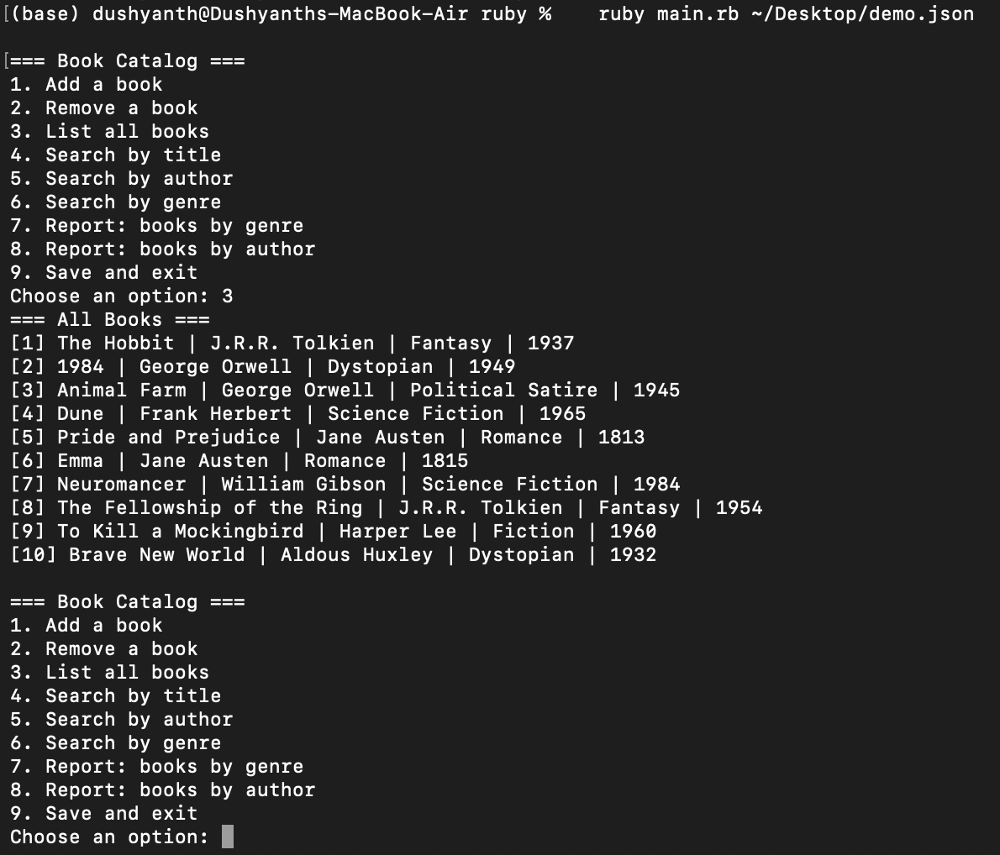 (base) dushyanth@Dushyanths-MacBook-Air ruby %    ruby main.rb ~/Desktop/demo.json
=== Book Catalog ===
1. Add a book
2. Remove a book
3. List all books
4. Search by title
5. Search by author
6. Search by genre
7. Report: books by genre
8. Report: books by author
9. Save and exit
Choose an option: 3
=== All Books ===
[1] The Hobbit | J.R.R. Tolkien | Fantasy | 1937
[2] 1984 | George Orwell | Dystopian | 1949
[3] Animal Farm | George Orwell | Political Satire | 1945
[4] Dune | Frank Herbert | Science Fiction | 1965
[5] Pride and Prejudice | Jane Austen | Romance | 1813
[6] Emma | Jane Austen | Romance | 1815
[7] Neuromancer | William Gibson | Science Fiction | 1984
[8] The Fellowship of the Ring | J.R.R. Tolkien | Fantasy | 1954
[9] To Kill a Mockingbird | Harper Lee | Fiction | 1960
[10] Brave New World | Aldous Huxley | Dystopian | 1932
=== Book Catalog ===
1. Add a book
2. Remove a book
3. List all books
4. Search by title
5. Search by author
6. Search by genre
7. Report: books by genre
8. Report: books by author
9. Save and exit
Choose an option: